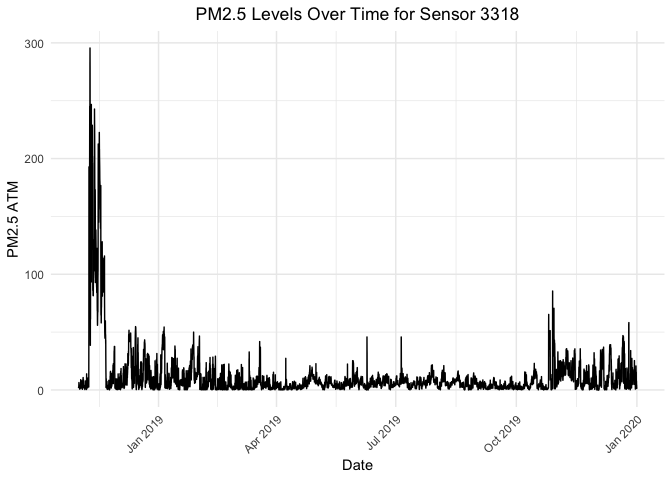 PM2.5 Levels Over Time for Sensor 3318
PM2.5 ATM
300
200
100
0
Jan 2019
Apr 2019
Jul 2019
Oct 2019
Jan 2020
Date